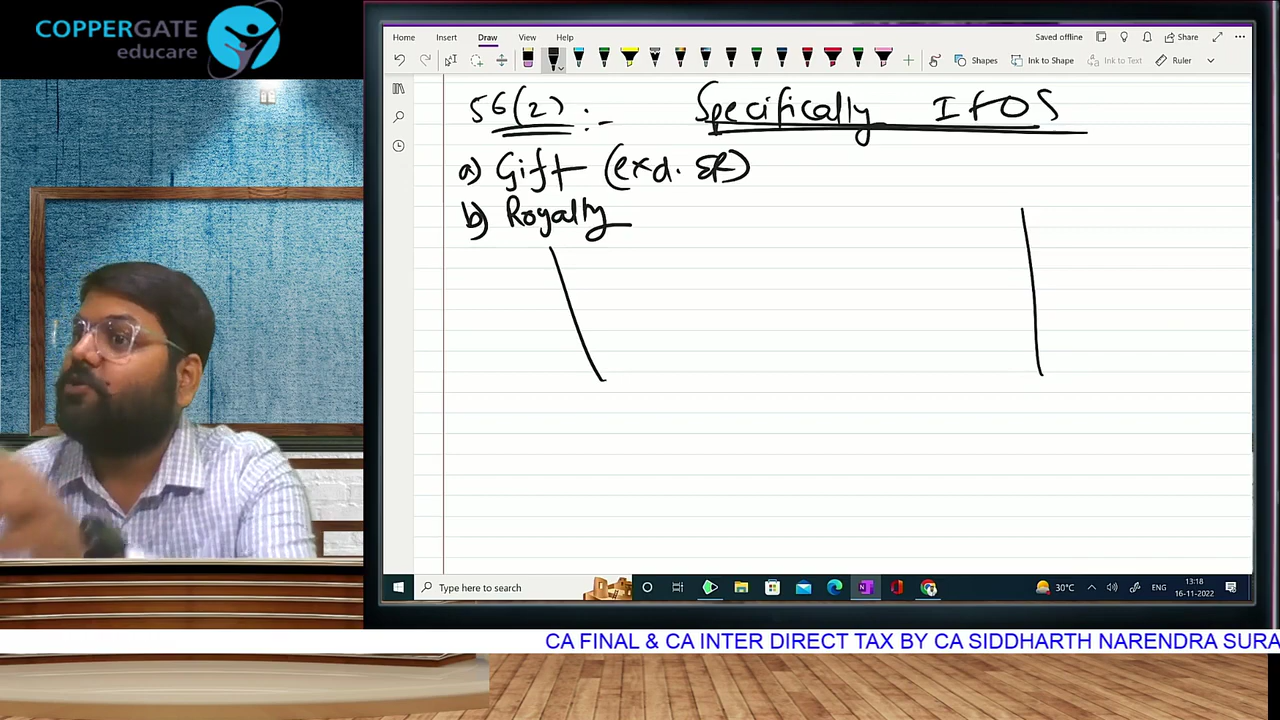 COPPERGATE
educare
Home Insert Draw View Help
Saved offline
Share
Shapes
Ink to Shape
Ink to Text
Ruler
56(2) :- Specifically IFOS
a) Gift (exd. SR)
b) Royalty
Type here to search
30°C
ENG
13:18
16-11-2022
CA FINAL & CA INTER DIRECT TAX BY CA SIDDHARTH NARENDRA SURA